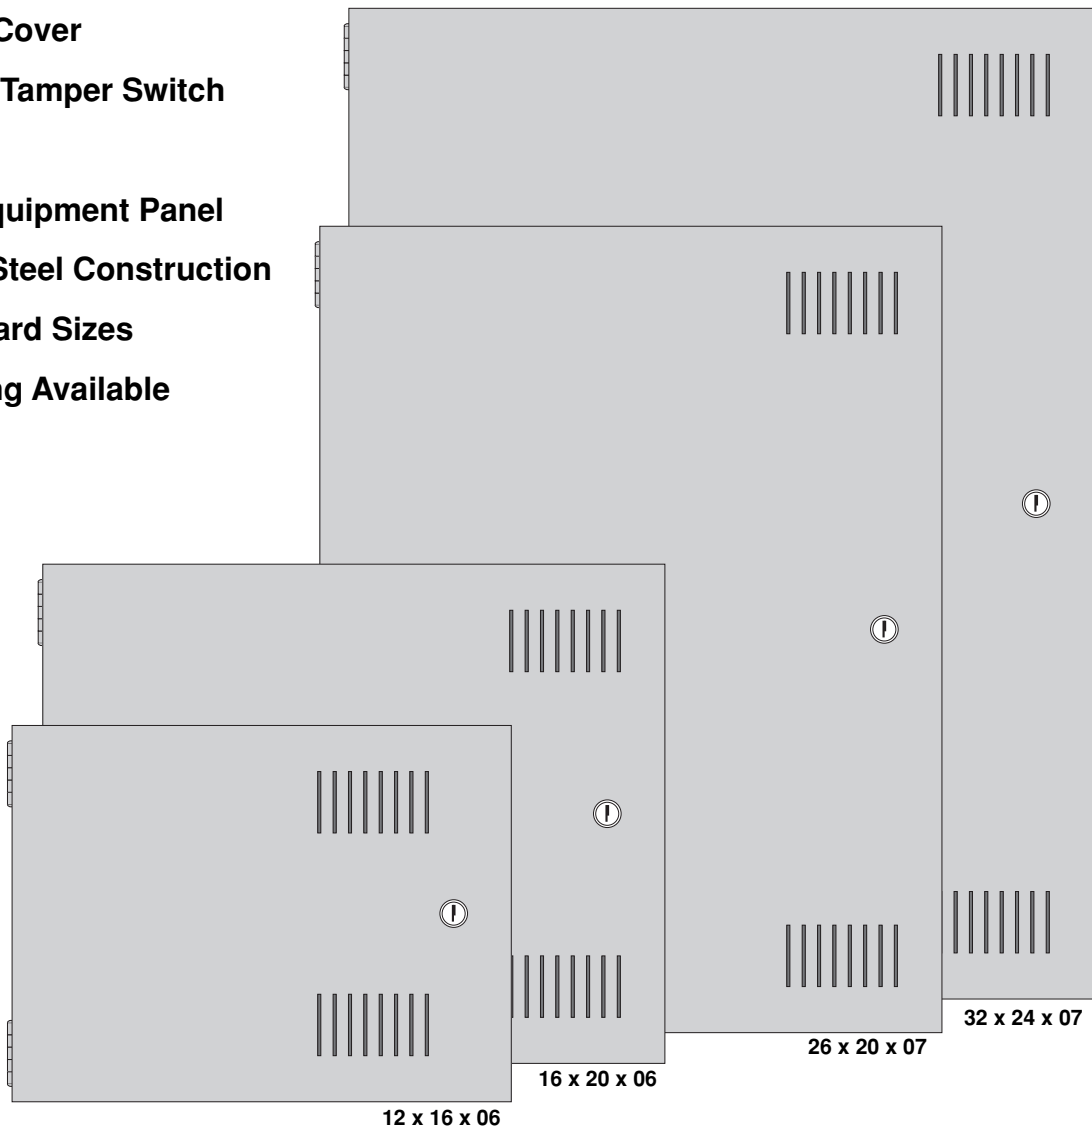 Cover
Tamper Switch
quipment Panel
Steel Construction
ard Sizes
ng Available
32 x 24 x 07
26 x 20 x 07
16 x 20 x 06
12 x 16 x 06